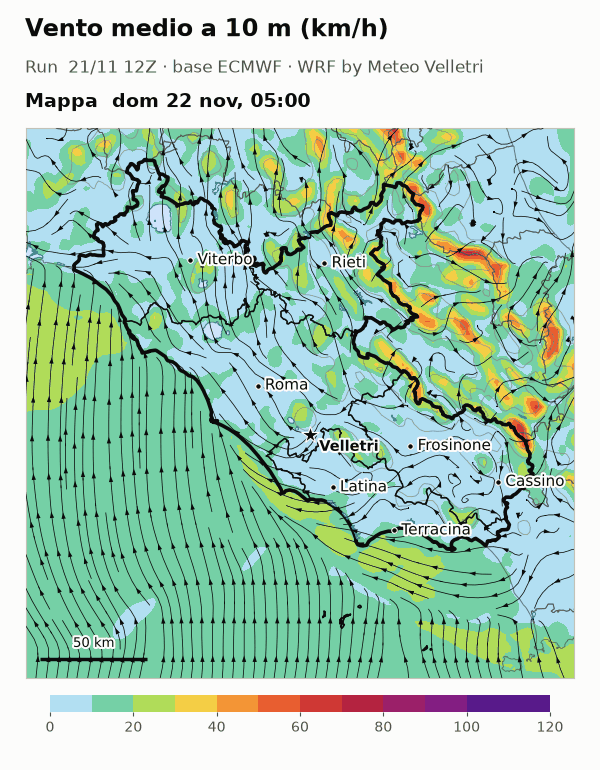 Vento medio a 10 m (km/h)
Run 21/11 12Z · base ECMWF · WRF by Meteo Velletri
Mappa dom 22 nov, 05:00
Viterbo
Rieti
Roma
Velletri
Frosinone
Cassino
Latina
Terracina
50 km
0 20 40 60 80 100 120